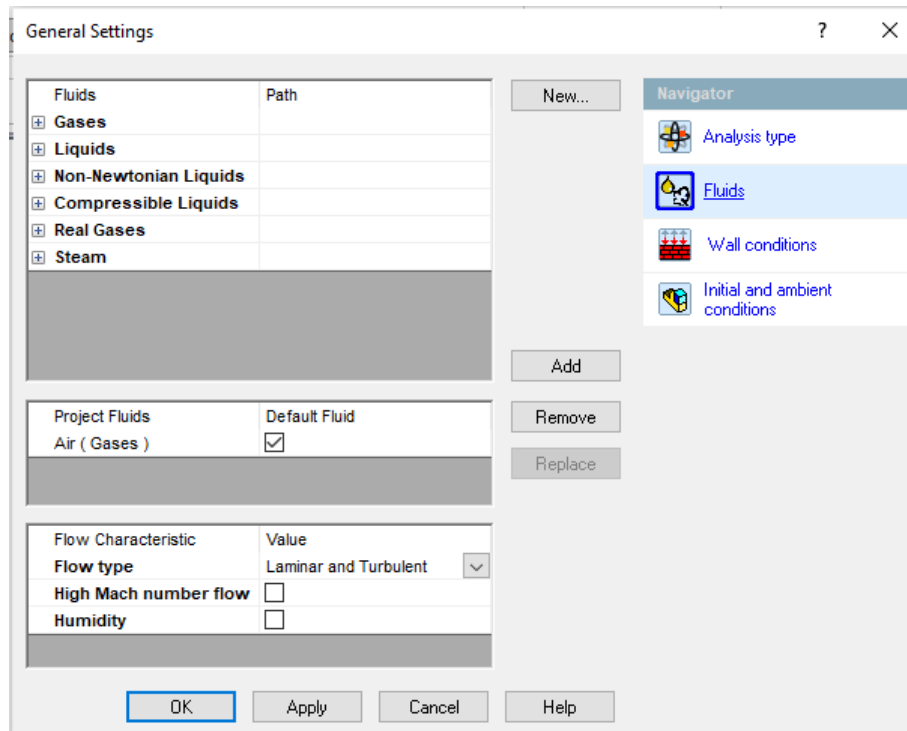 General Settings
?
Fluids Path
Gases
Liquids
Non-Newtonian Liquids
Compressible Liquids
Real Gases
Steam
New...
Add
Project Fluids Default Fluid
Air ( Gases )
Remove
Replace
Flow Characteristic Value
Flow type Laminar and Turbulent
High Mach number flow
Humidity
OK Apply Cancel Help
Navigator
Analysis type
Fluids
Wall conditions
Initial and ambient
conditions